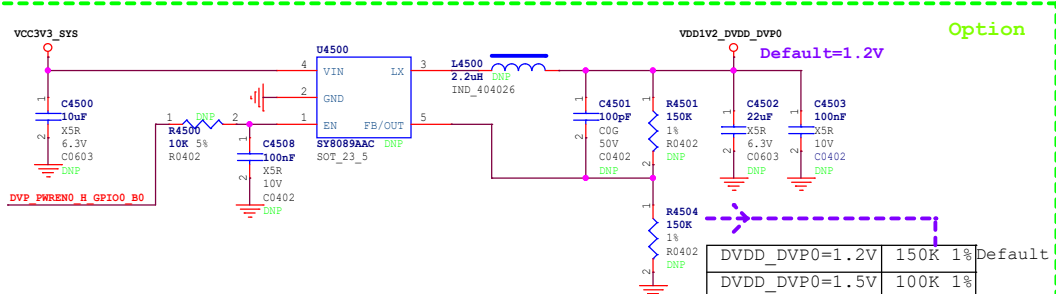 Option
VCC3V3_SYS
VDD1V2_DVDD_DVP0
Default=1.2V
U4500
4 VIN LX 3
2 GND
1 EN FB/OUT 5
SY8089AAC DNP
SOT_23_5
L4500
2.2uH DNP
IND_404026
1
2
C4500
10uF
X5R
6.3V
C0603
DNP
1 DNP 2
R4500
10K 5%
R0402
1
2
C4508
100nF
X5R
10V
C0402
DNP
DVP_PWREN0_H_GPIO0_B0
1
2
C4501
100pF
C0G
50V
C0402
DNP
1
2
R4501
150K
1%
R0402
DNP
1
2
C4502
22uF
X5R
6.3V
C0603
DNP
1
2
C4503
100nF
X5R
10V
C0402
DNP
1
2
R4504
150K
1%
R0402
DNP
DVDD_DVP0=1.2V 150K 1% Default
DVDD_DVP0=1.5V 100K 1%